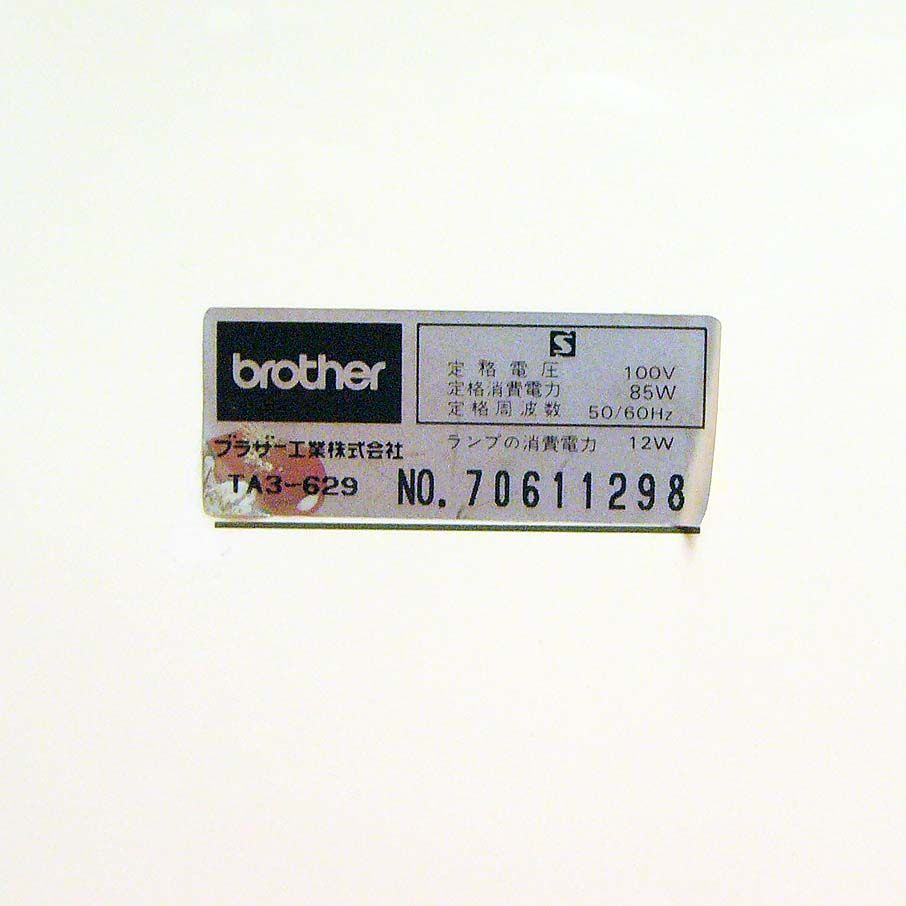 brother
ブラザー工業株式会社
TA3-629
S
定格電圧 100V
定格消費電力 85W
定格周波数 50/60Hz
ランプの消費電力 12W
NO. 70611298